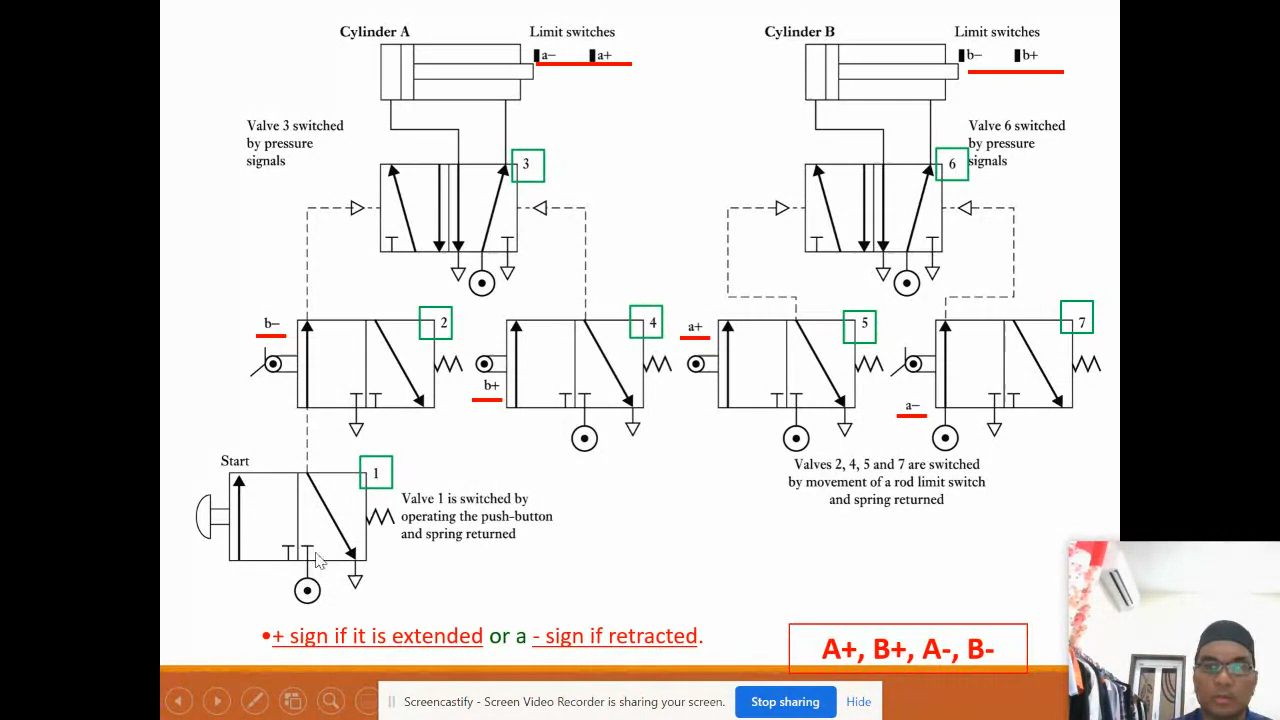 Cylinder A
Limit switches
a–
a+
Cylinder B
Limit switches
b–
b+
Valve 3 switched
by pressure
signals
3
Valve 6 switched
by pressure
signals
6
b–
2
4
b+
a+
5
7
a–
Start
1
Valve 1 is switched by
operating the push-button
and spring returned
Valves 2, 4, 5 and 7 are switched
by movement of a rod limit switch
and spring returned
•+ sign if it is extended or a - sign if retracted.
A+, B+, A-, B-
Screencastify - Screen Video Recorder is sharing your screen.
Stop sharing
Hide